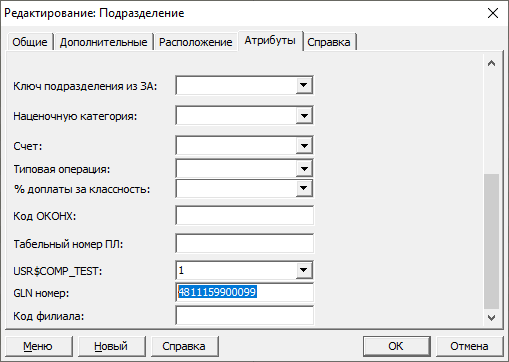 Редактирование: Подразделение
Общие Дополнительные Расположение Атрибуты Справка
Ключ подразделения из ЗА:
Наценочную категория:
Счет:
Типовая операция:
% доплаты за классность:
Код ОКОНХ:
Табельный номер ПЛ:
USR$COMP_TEST: 1
GLN номер: 4811159900099
Код филиала:
Меню Новый Справка ОК Отмена